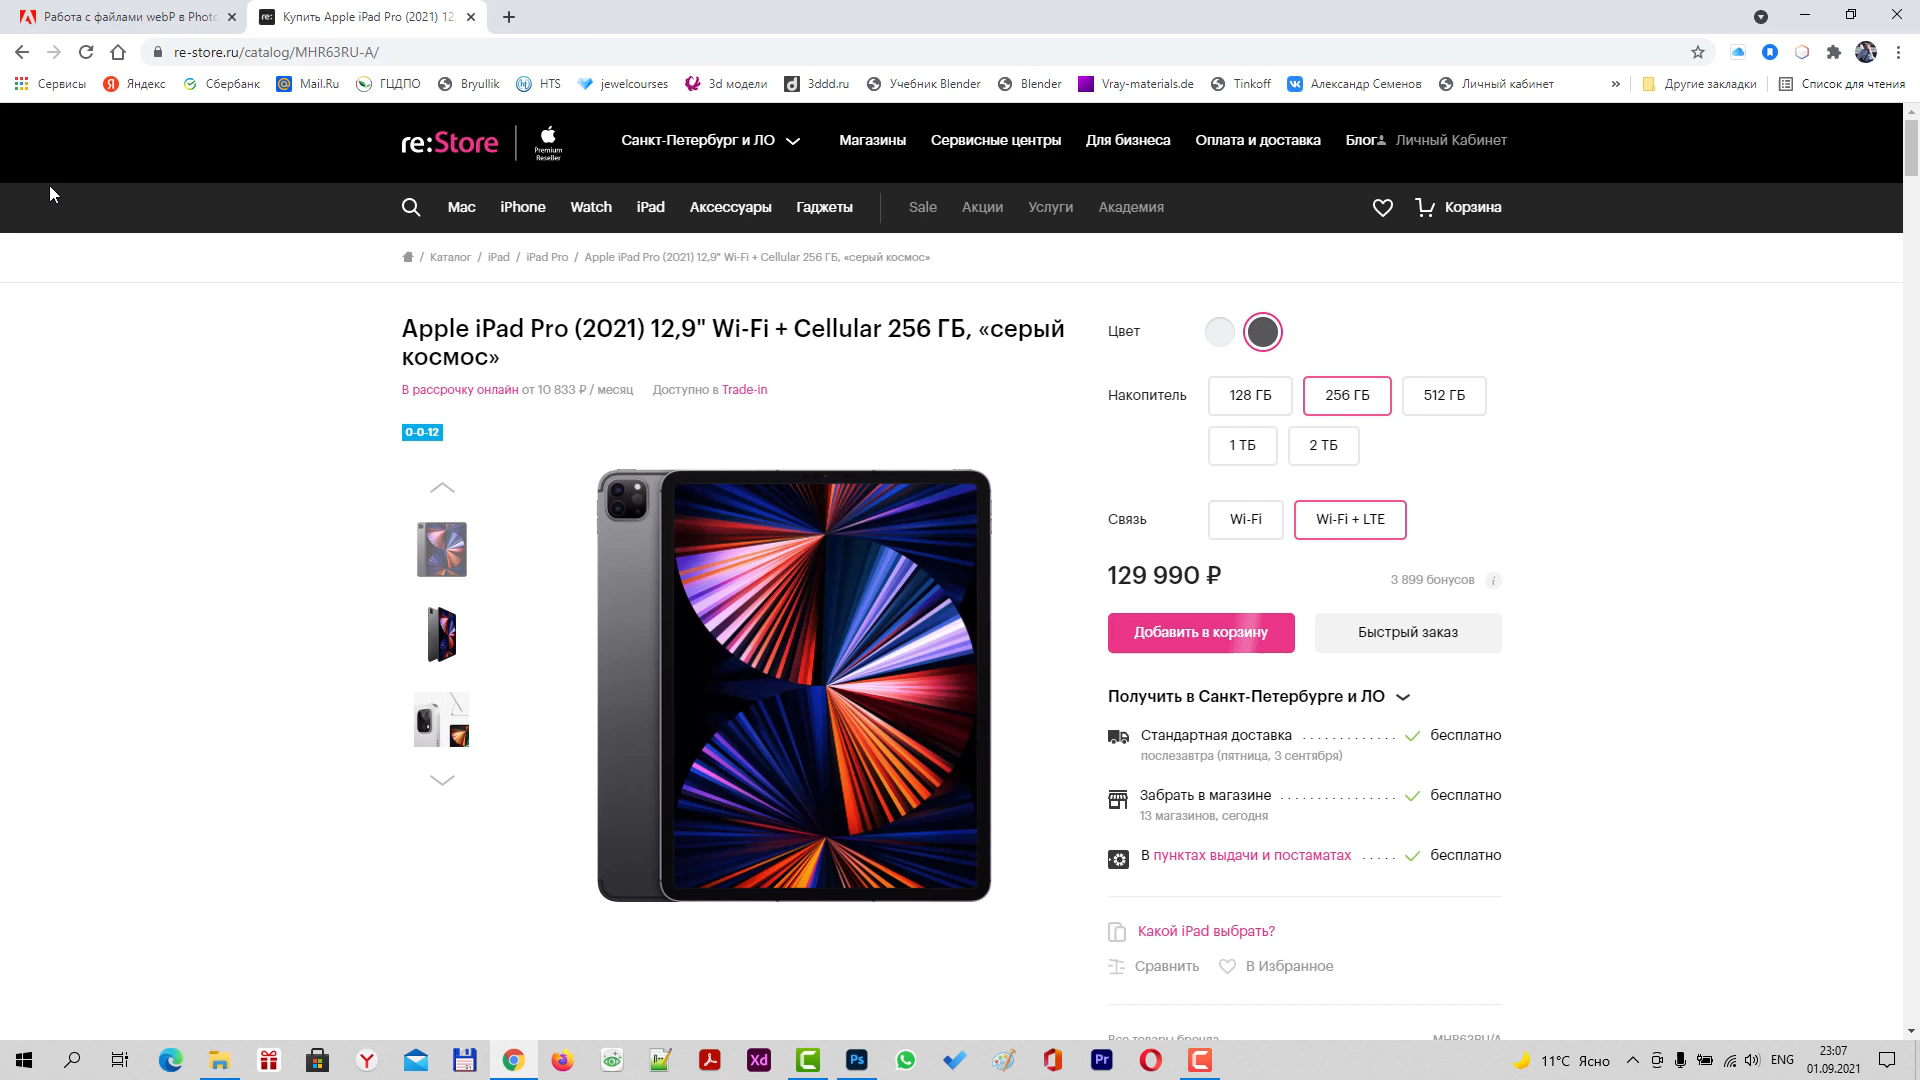 Работа с файлами webP в Photo
Купить Apple iPad Pro (2021) 12,
re-store.ru/catalog/MHR63RU-A/
Сервисы
Яндекс
Сбербанк
Mail.Ru
ГЦДПО
Bryullik
HTS
jewelcourses
3d модели
3ddd.ru
Учебник Blender
Blender
Vray-materials.de
Tinkoff
Александр Семенов
Личный кабинет
»
Другие закладки
Список для чтения
re:Store
Premium
Reseller
Санкт-Петербург и ЛО
Магазины
Сервисные центры
Для бизнеса
Оплата и доставка
Блог
Личный Кабинет
Mac
iPhone
Watch
iPad
Аксессуары
Гаджеты
Sale
Акции
Услуги
Академия
Корзина
/ Каталог / iPad / iPad Pro / Apple iPad Pro (2021) 12,9" Wi-Fi + Cellular 256 ГБ, «серый космос»
Apple iPad Pro (2021) 12,9" Wi-Fi + Cellular 256 ГБ, «серый
космос»
В рассрочку онлайн от 10 833 ₽ / месяц
Доступно в Trade-in
0-0-12
Цвет
Накопитель
128 ГБ
256 ГБ
512 ГБ
1 ТБ
2 ТБ
Связь
Wi-Fi
Wi-Fi + LTE
129 990 ₽
3 899 бонусов
Добавить в корзину
Быстрый заказ
Получить в Санкт-Петербурге и ЛО
Стандартная доставка ............. бесплатно
послезавтра (пятница, 3 сентября)
Забрать в магазине ................ бесплатно
13 магазинов, сегодня
В пунктах выдачи и постаматах ..... бесплатно
Какой iPad выбрать?
Сравнить
В Избранное
Все товары бренда
MHR63RU/A
11°C Ясно
ENG
23:07
01.09.2021